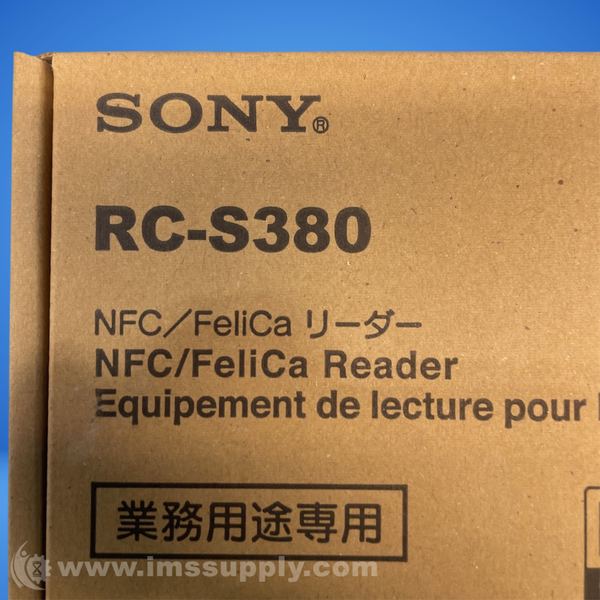 SONY®
RC-S380
NFC／FeliCa リーダー
NFC/FeliCa Reader
Equipement de lecture pour
業務用途専用
www.imssupply.com